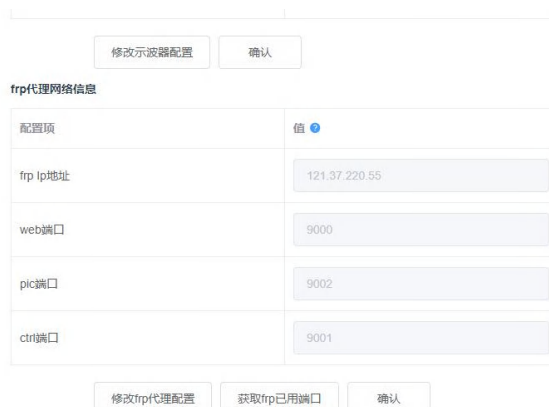 修改示波器配置 确认
frp代理网络信息
配置项 值
frp Ip地址 121.37.220.55
web端口 9000
pic端口 9002
ctrl端口 9001
修改frp代理配置 获取frp已用端口 确认